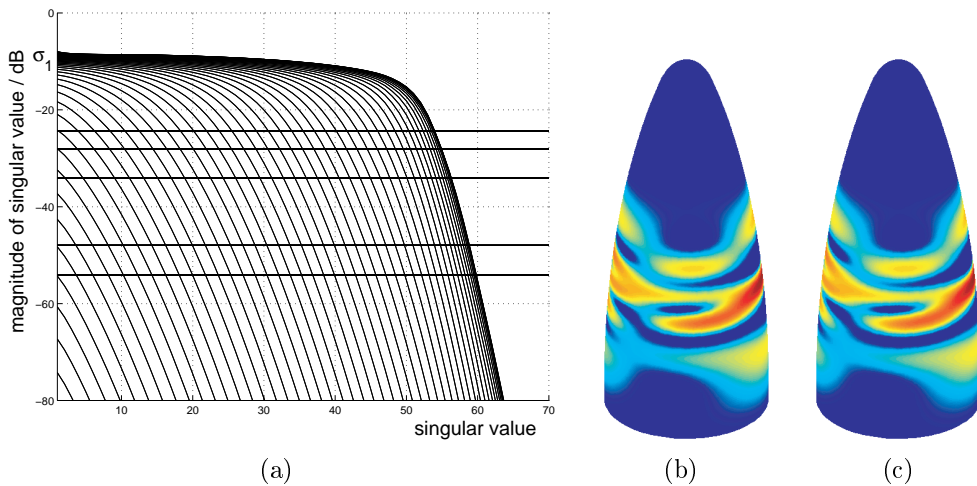 0
σ1
−20
−40
−60
−80
10
20
30
40
50
60
70
magnitude of singular value / dB
singular value
(a)
(b)
(c)